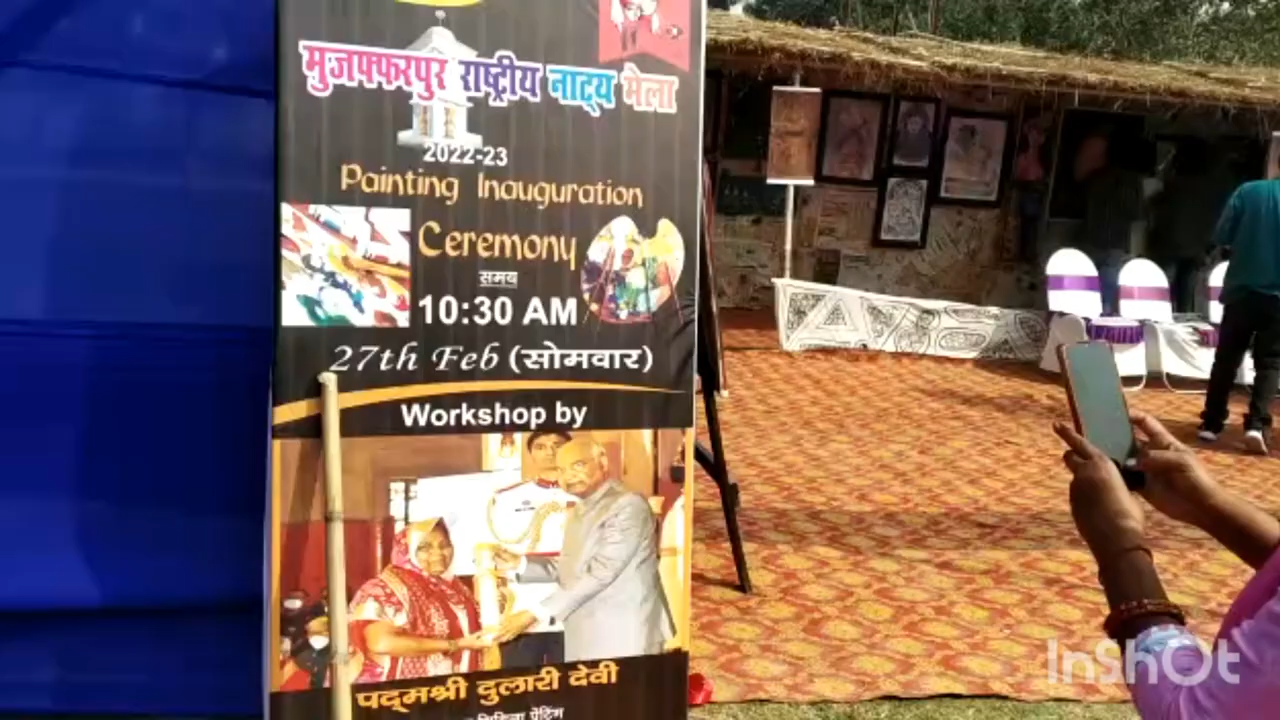 मुजफ्फरपुर राष्ट्रीय नाट्य मेला
2022-23
Painting Inauguration
Ceremony
समय
10:30 AM
27th Feb (सोमवार)
Workshop by
पद्मश्री दुलारी देवी
मिथिला पेंटिंग
InShOt